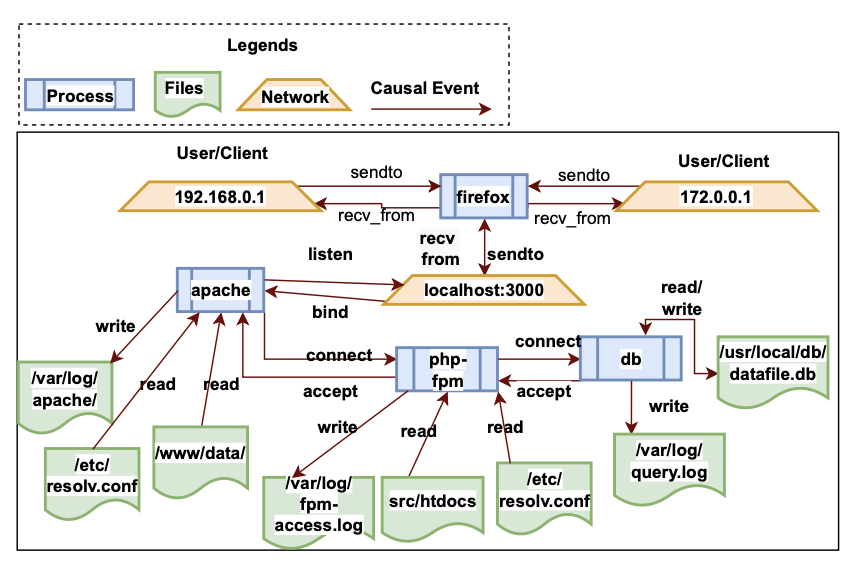 Legends
Process
Files
Network
Causal Event
User/Client
User/Client
192.168.0.1
sendto
recv_from
firefox
sendto
recv_from
172.0.0.1
recv
from
sendto
listen
apache
bind
localhost:3000
read/
write
write
connect
accept
php-
fpm
connect
accept
db
/usr/local/db/
datafile.db
/var/log/
apache/
read
read
write
read
read
write
/etc/
resolv.conf
/www/data/
/var/log/
fpm-
access.log
src/htdocs
/etc/
resolv.conf
/var/log/
query.log